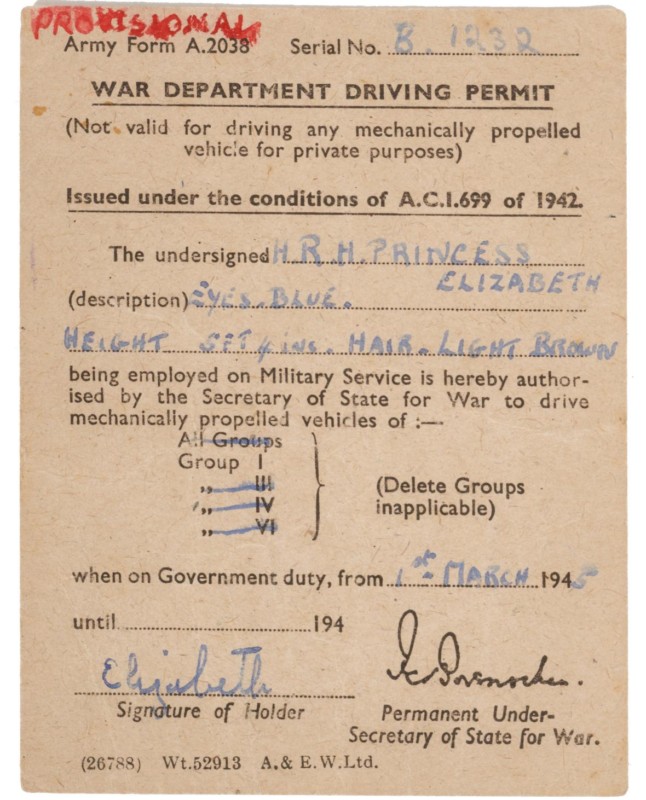 PROVISIONAL
Army Form A.2038 Serial No. B. 1232
WAR DEPARTMENT DRIVING PERMIT
(Not valid for driving any mechanically propelled
vehicle for private purposes)
Issued under the conditions of A.C.I.699 of 1942.
The undersigned H.R.H. PRINCESS
ELIZABETH
(description) EYES. BLUE.
HEIGHT 5FT 4 ins. HAIR. LIGHT BROWN
being employed on Military Service is hereby author-
ised by the Secretary of State for War to drive
mechanically propelled vehicles of :—
All Groups
Group I
„ III
„ IV
„ VI
(Delete Groups
inapplicable)
when on Government duty, from 1st MARCH 1945
until 194
Elizabeth
Signature of Holder
Permanent Under-
Secretary of State for War.
(26788) Wt.52913 A. & E.W.Ltd.